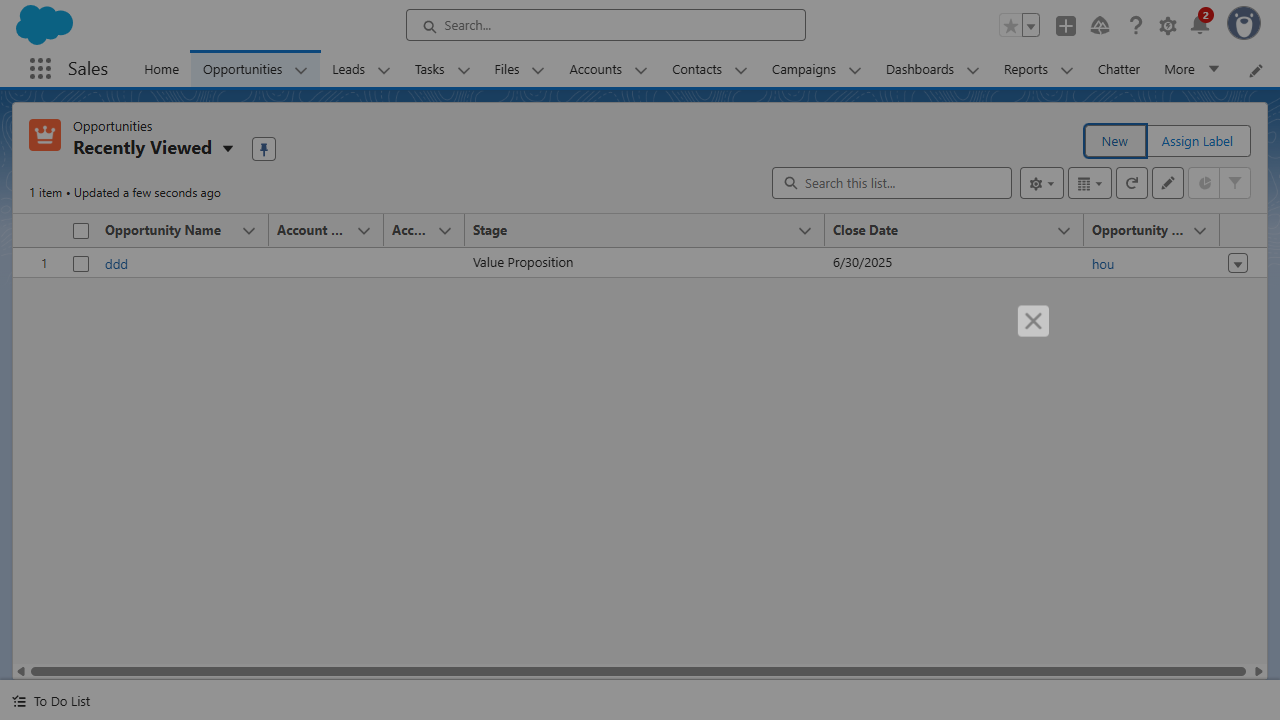 Search...
2
Sales
Home
Opportunities
Leads
Tasks
Files
Accounts
Contacts
Campaigns
Dashboards
Reports
Chatter
More
Opportunities
Recently Viewed
New
Assign Label
1 item • Updated a few seconds ago
Search this list...
Opportunity Name
Account ...
Acc...
Stage
Close Date
Opportunity ...
1
ddd
Value Proposition
6/30/2025
hou
To Do List